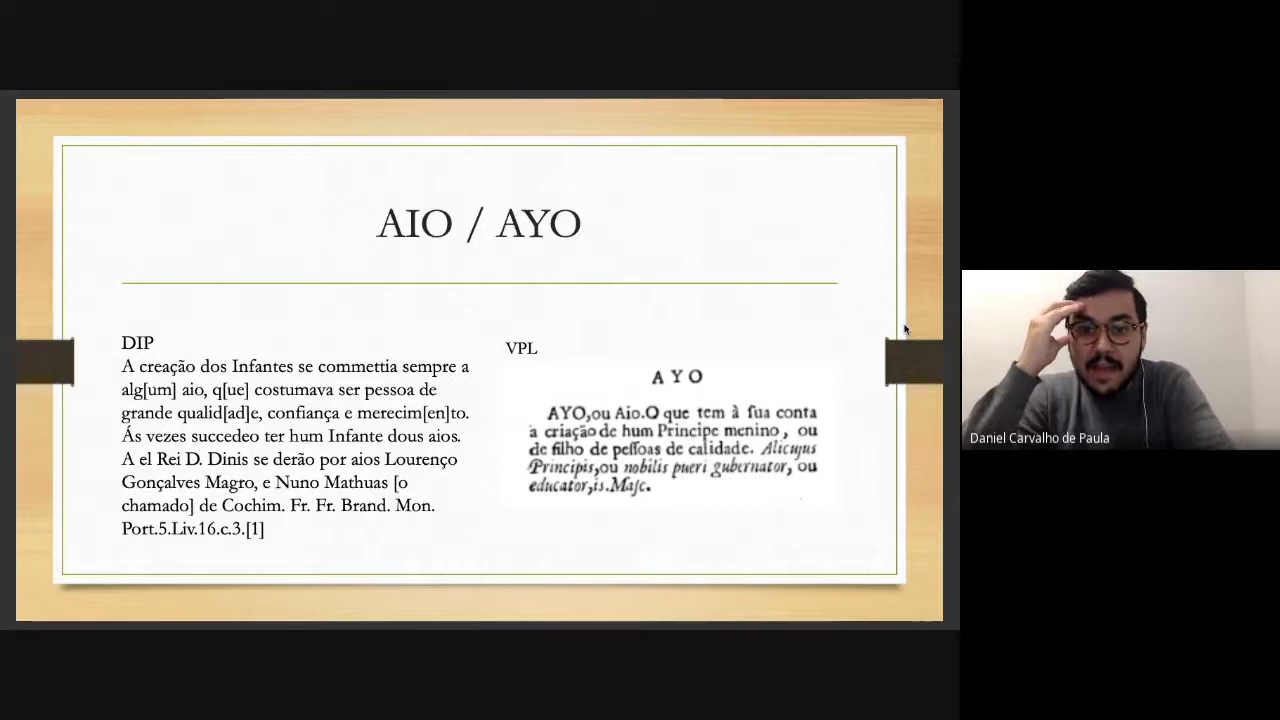 AIO / AYO
DIP
A creação dos Infantes se commettia sempre a
alg[um] aio, q[ue] costumava ser pessoa de
grande qualid[ad]e, confiança e merecim[en]to.
Ás vezes succedeo ter hum Infante dous aios.
A el Rei D. Dinis se derão por aios Lourenço
Gonçalves Magro, e Nuno Mathuas [o
chamado] de Cochim. Fr. Fr. Brand. Mon.
Port.5.Liv.16.c.3.[1]
VPL
AYO
AYO,ou Aio.O que tem à ſua conta
a criação de hum Principe menino, ou
de filho de peſſoas de calidade. Alicujus
Principis,ou nobilis pueri gubernator, ou
educator,is.Maſc.
Daniel Carvalho de Paula